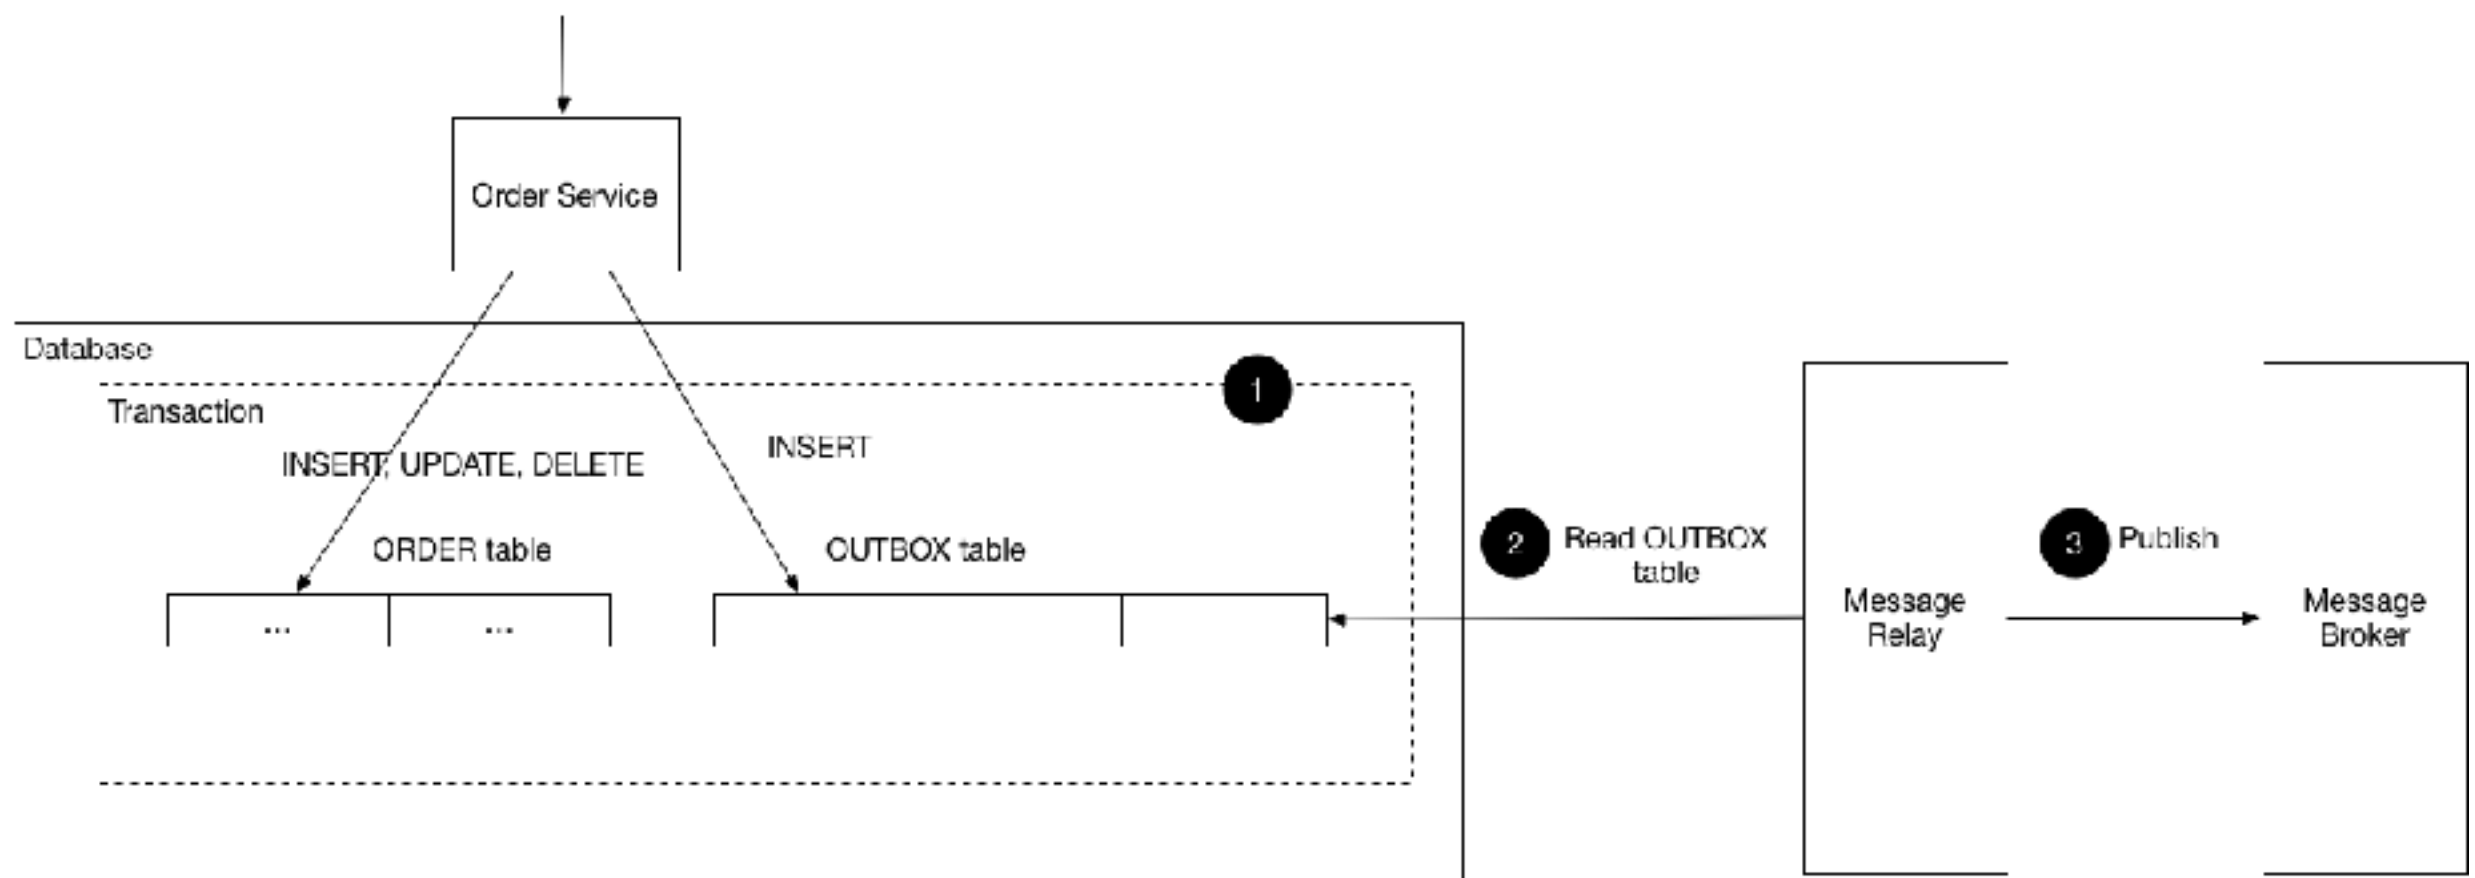 Order Service
Database
1
Transaction
INSERT
INSERT, UPDATE, DELETE
2
Read OUTBOX
table
3
Publish
ORDER table
OUTBOX table
...
...
Message
Relay
Message
Broker